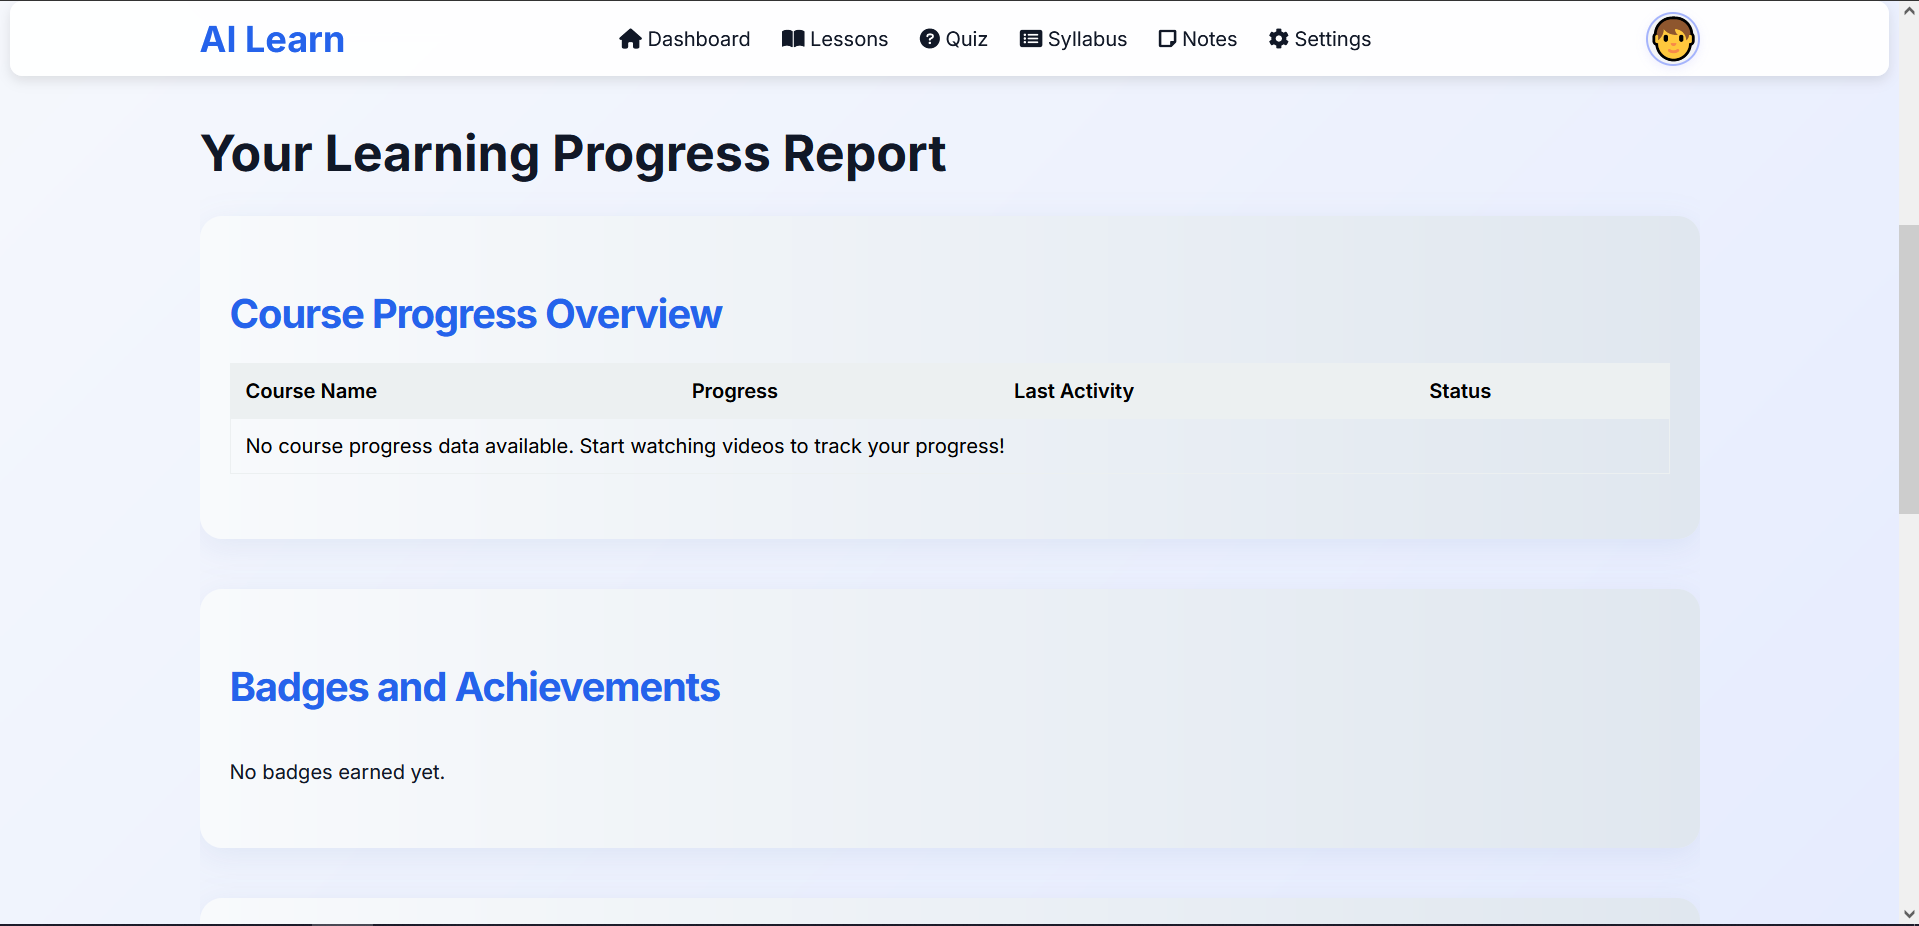 AI Learn
Dashboard
Lessons
Quiz
Syllabus
Notes
Settings
Your Learning Progress Report
Course Progress Overview
Course Name Progress Last Activity Status
No course progress data available. Start watching videos to track your progress!
Badges and Achievements
No badges earned yet.